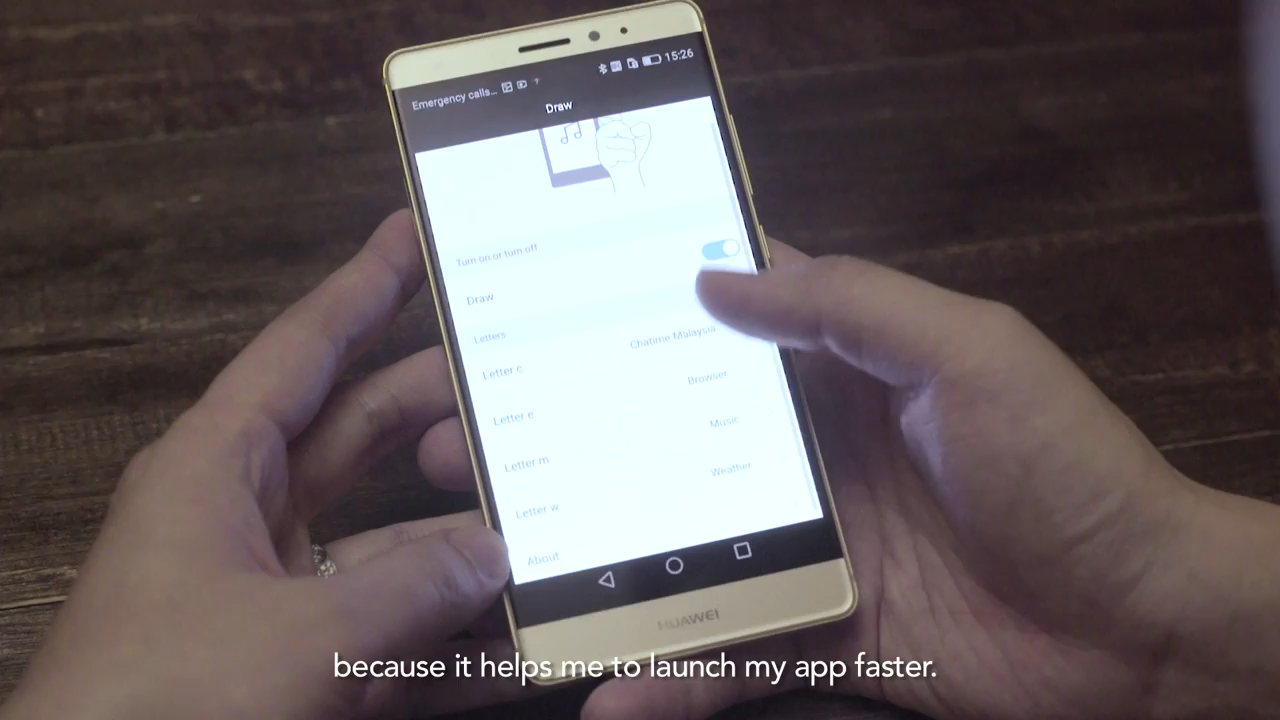 Emergency calls... 15:26
Draw
Turn on or turn off
Draw
Letters
Letter c Chatime Malaysia
Letter e Browser
Letter m Music
Letter w Weather
About
HUAWEI
because it helps me to launch my app faster.